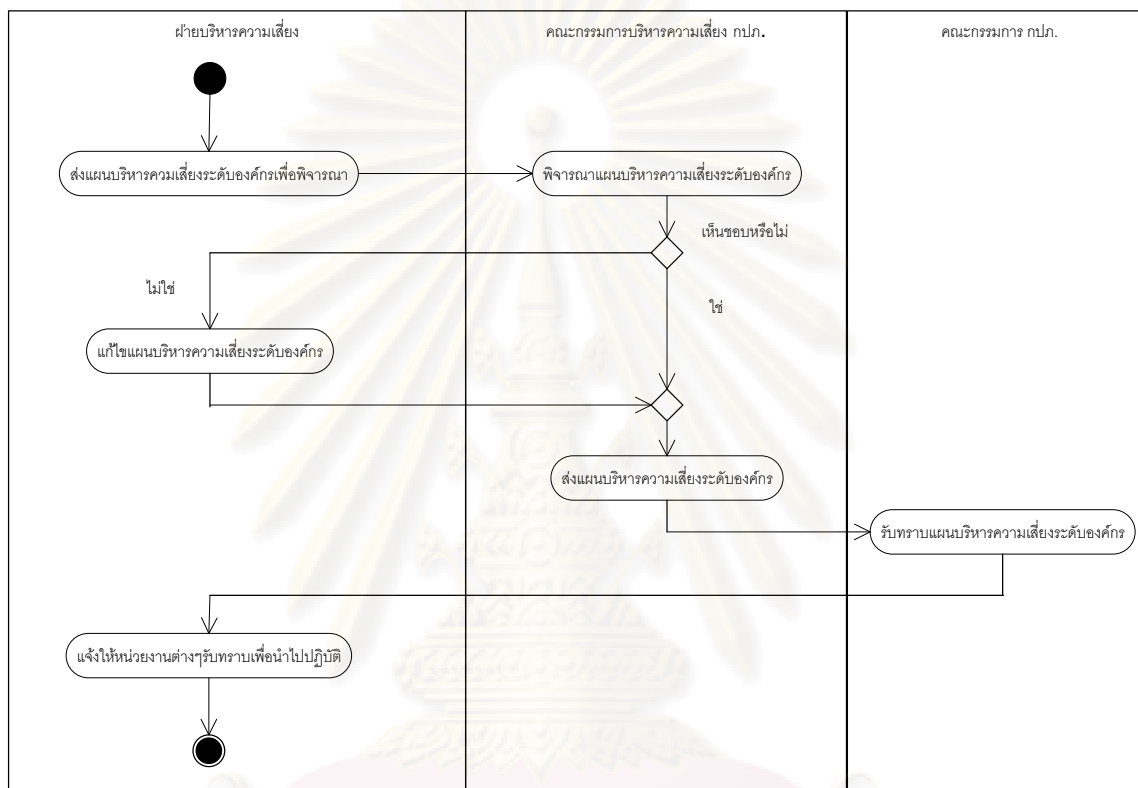 ฝ่ายบริหารความเสี่ยง
คณะกรรมการบริหารความเสี่ยง กปภ.
คณะกรรมการ กปภ.
ส่งแผนบริหารควมเสี่ยงระดับองค์กรเพื่อพิจารณา
พิจารณาแผนบริหารความเสี่ยงระดับองค์กร
เห็นชอบหรือไม่
ไม่ใช่
ใช่
แก้ไขแผนบริหารความเสี่ยงระดับองค์กร
ส่งแผนบริหารความเสี่ยงระดับองค์กร
รับทราบแผนบริหารความเสี่ยงระดับองค์กร
แจ้งให้หน่วยงานต่างๆรับทราบเพื่อนำไปปฏิบัติ